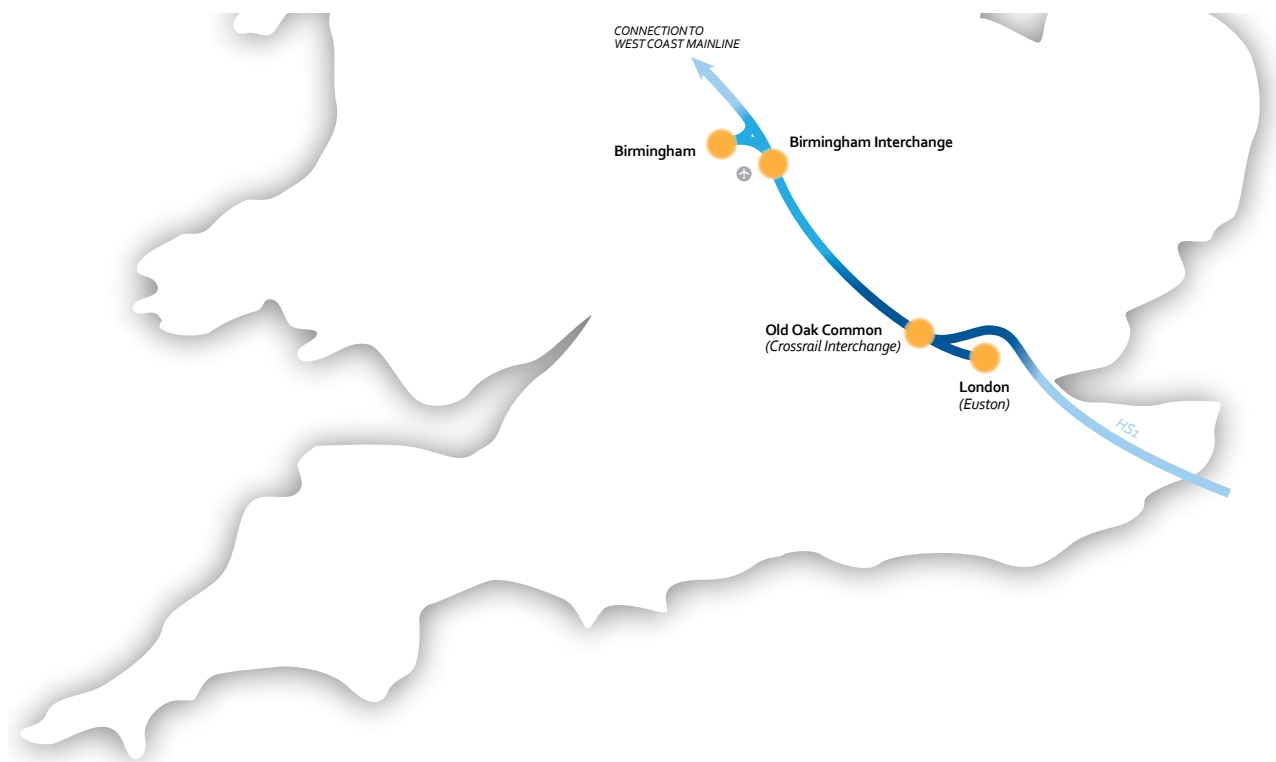 CONNECTION TO
WEST COAST MAINLINE
Birmingham
Birmingham Interchange
Old Oak Common
(Crossrail Interchange)
London
(Euston)
HS1